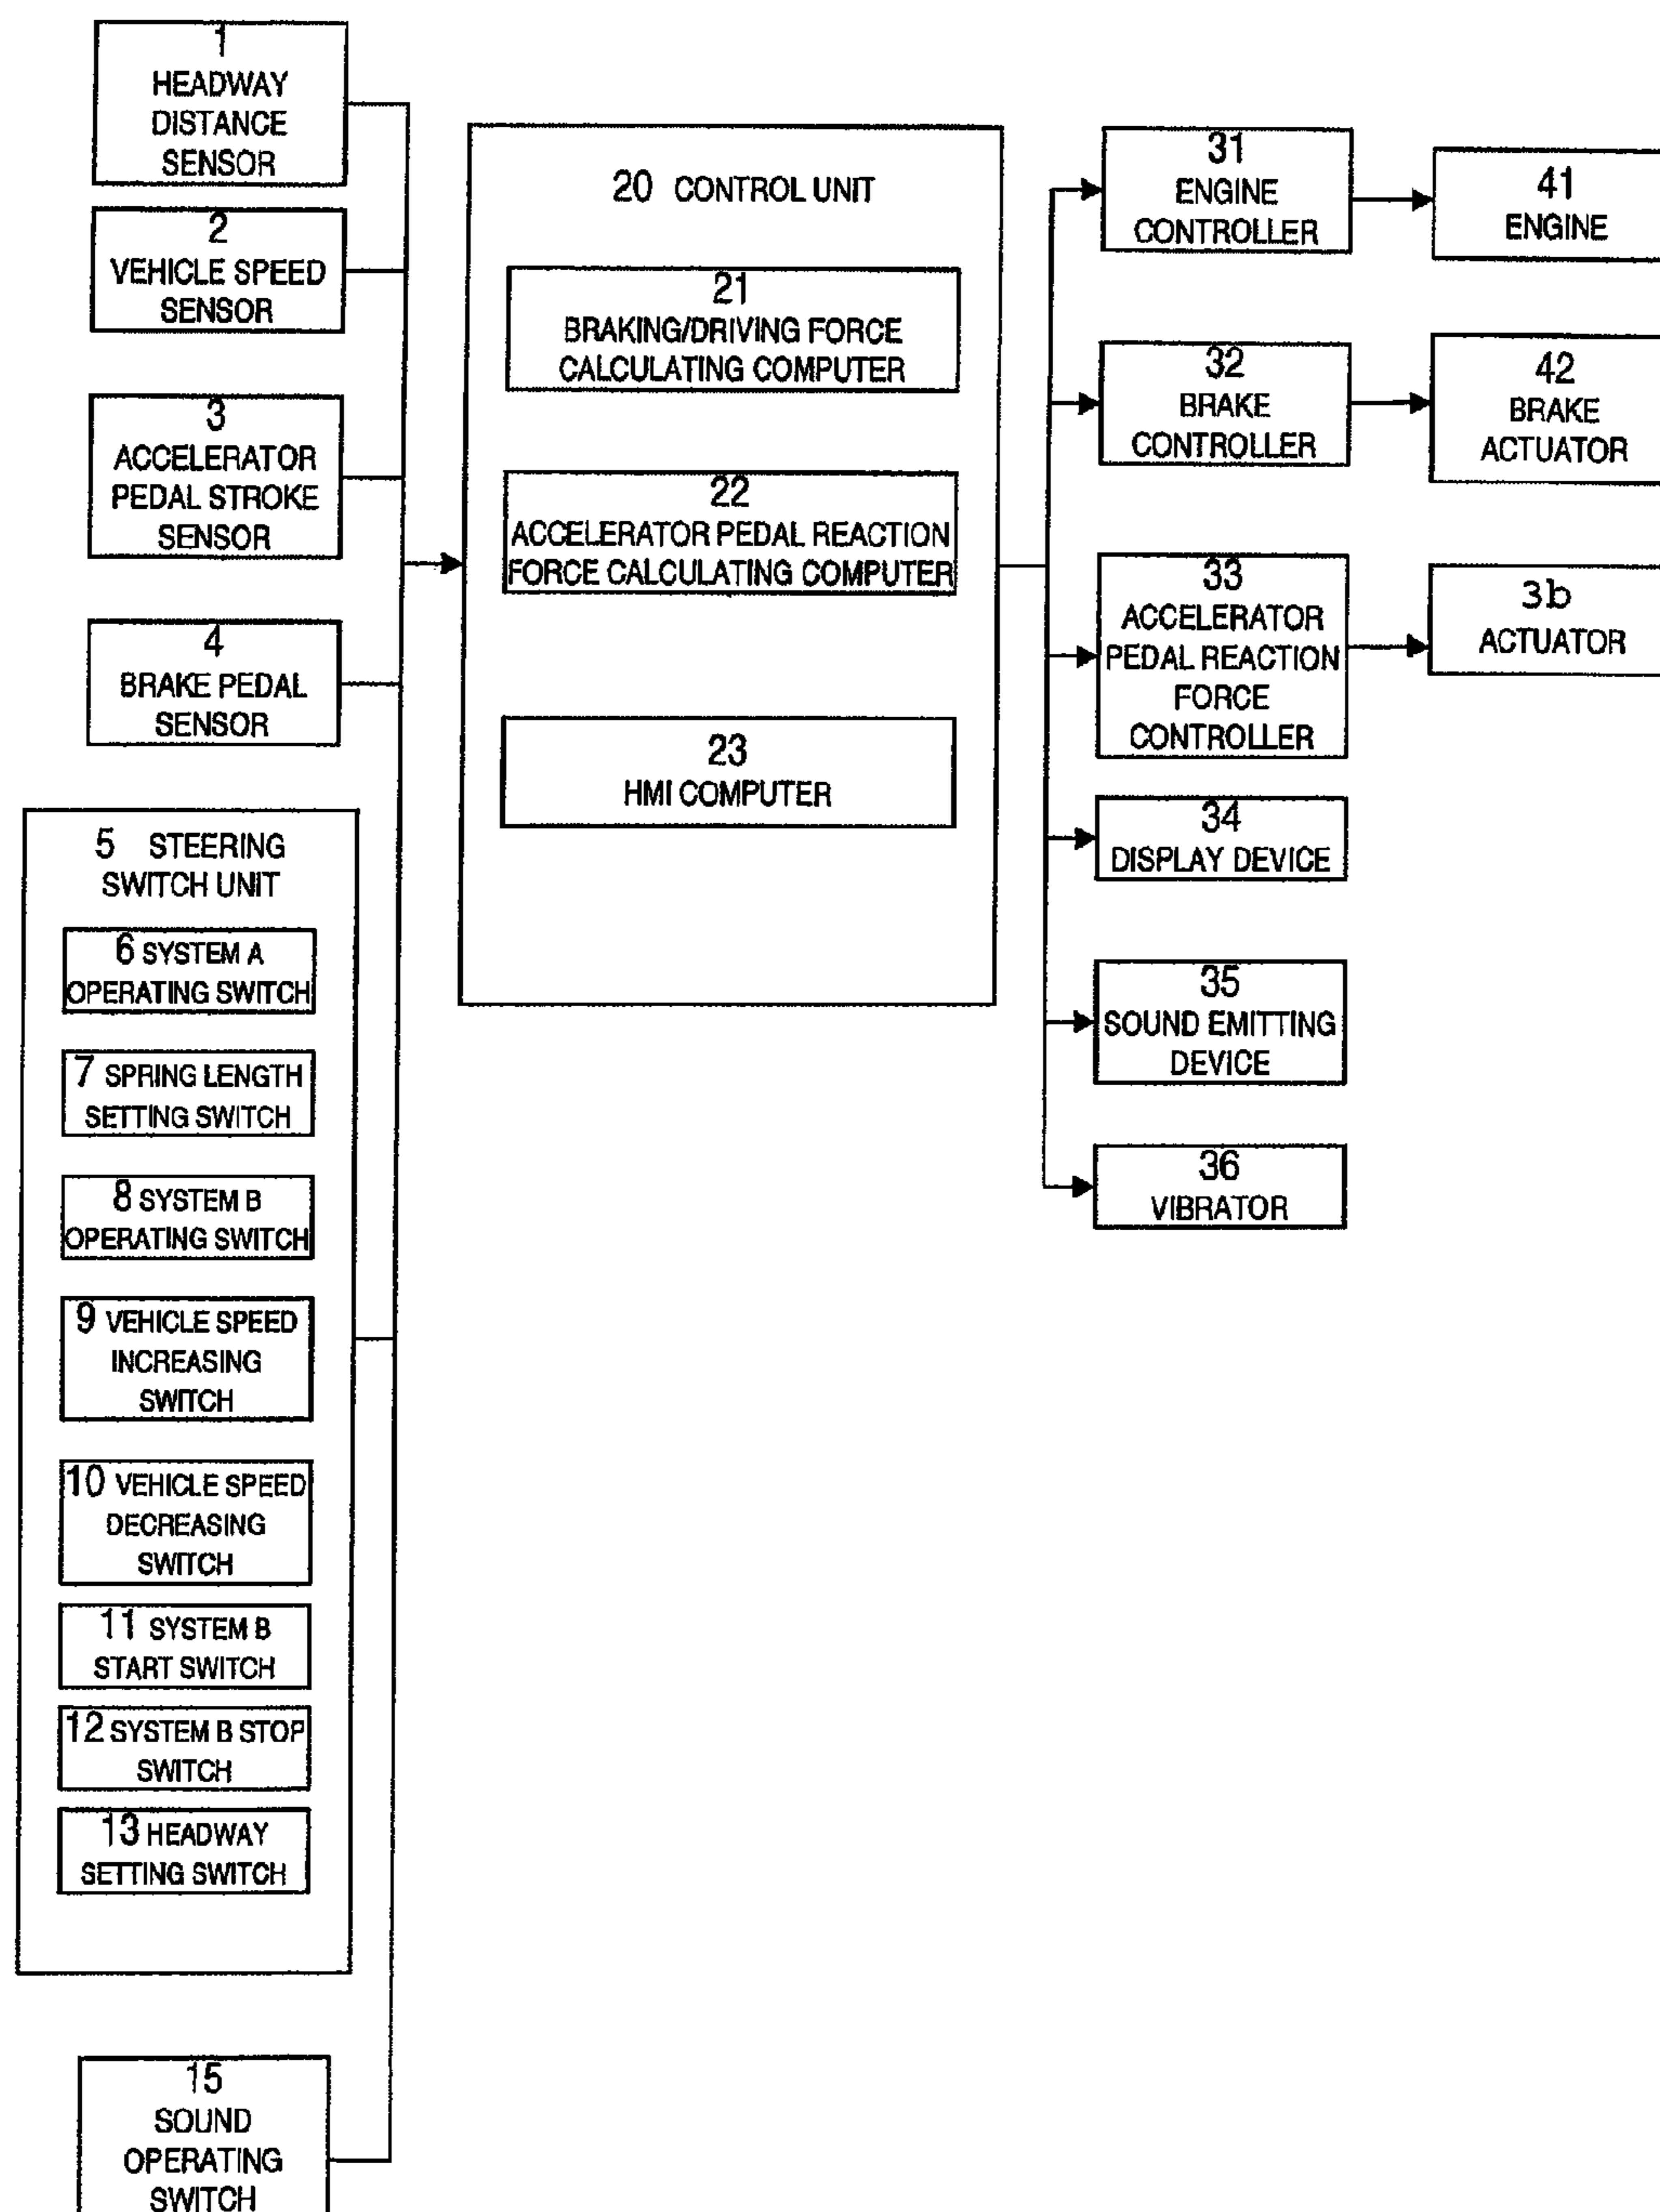 1
HEADWAY
DISTANCE
SENSOR
2
VEHICLE SPEED
SENSOR
3
ACCELERATOR
PEDAL STROKE
SENSOR
4
BRAKE PEDAL
SENSOR
5 STEERING
SWITCH UNIT
6 SYSTEM A
OPERATING SWITCH
7 SPRING LENGTH
SETTING SWITCH
8 SYSTEM B
OPERATING SWITCH
9 VEHICLE SPEED
INCREASING
SWITCH
10 VEHICLE SPEED
DECREASING
SWITCH
11 SYSTEM B
START SWITCH
12 SYSTEM B STOP
SWITCH
13 HEADWAY
SETTING SWITCH
15
SOUND
OPERATING
SWITCH
20 CONTROL UNIT
21
BRAKING/DRIVING FORCE
CALCULATING COMPUTER
22
ACCELERATOR PEDAL REACTION
FORCE CALCULATING COMPUTER
23
HMI COMPUTER
31
ENGINE
CONTROLLER
32
BRAKE
CONTROLLER
33
ACCELERATOR
PEDAL REACTION
FORCE
CONTROLLER
34
DISPLAY DEVICE
35
SOUND EMITTING
DEVICE
36
VIBRATOR
41
ENGINE
42
BRAKE
ACTUATOR
3b
ACTUATOR